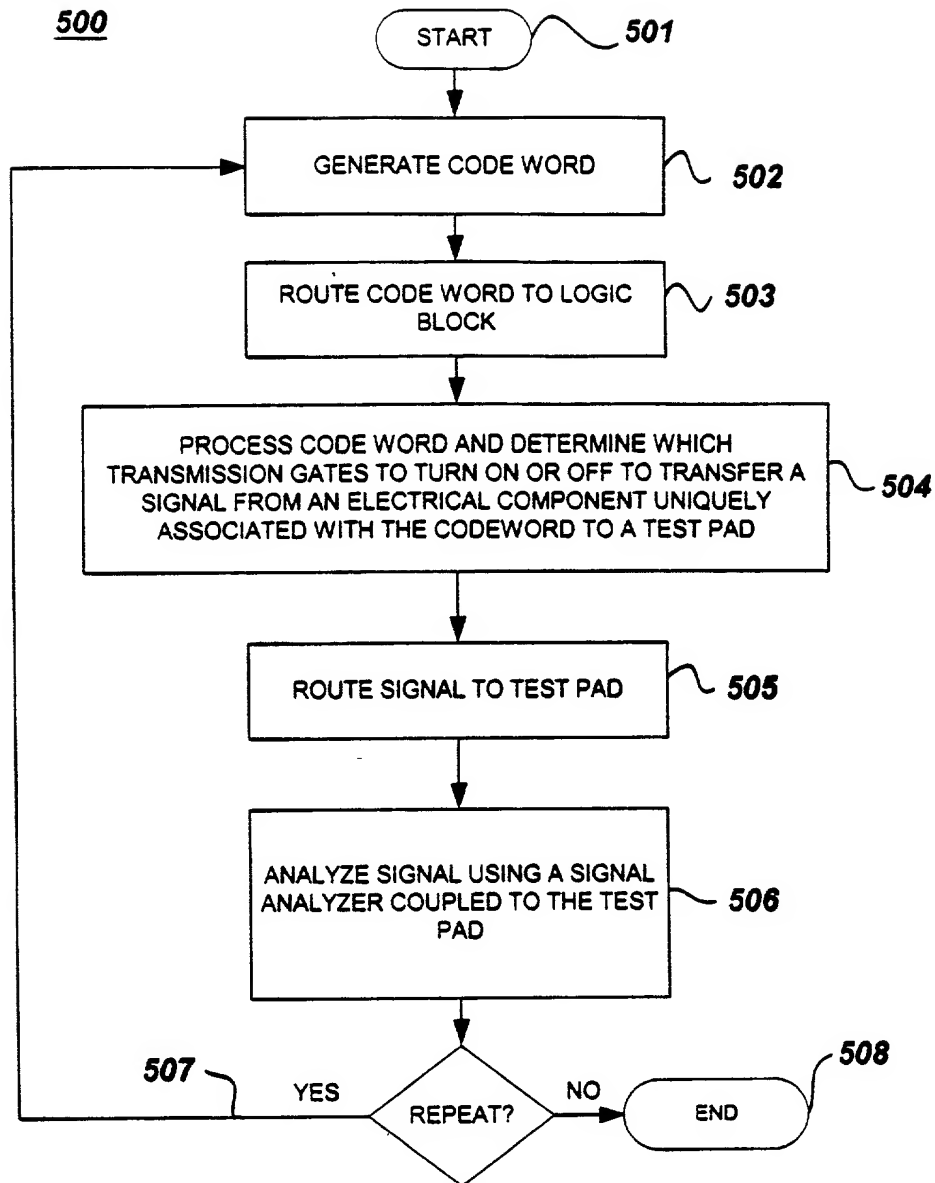 500
START
501
GENERATE CODE WORD
502
ROUTE CODE WORD TO LOGIC
BLOCK
503
PROCESS CODE WORD AND DETERMINE WHICH
TRANSMISSION GATES TO TURN ON OR OFF TO TRANSFER A
SIGNAL FROM AN ELECTRICAL COMPONENT UNIQUELY
ASSOCIATED WITH THE CODEWORD TO A TEST PAD
504
ROUTE SIGNAL TO TEST PAD
505
ANALYZE SIGNAL USING A SIGNAL
ANALYZER COUPLED TO THE TEST
PAD
506
507
YES
REPEAT?
NO
END
508